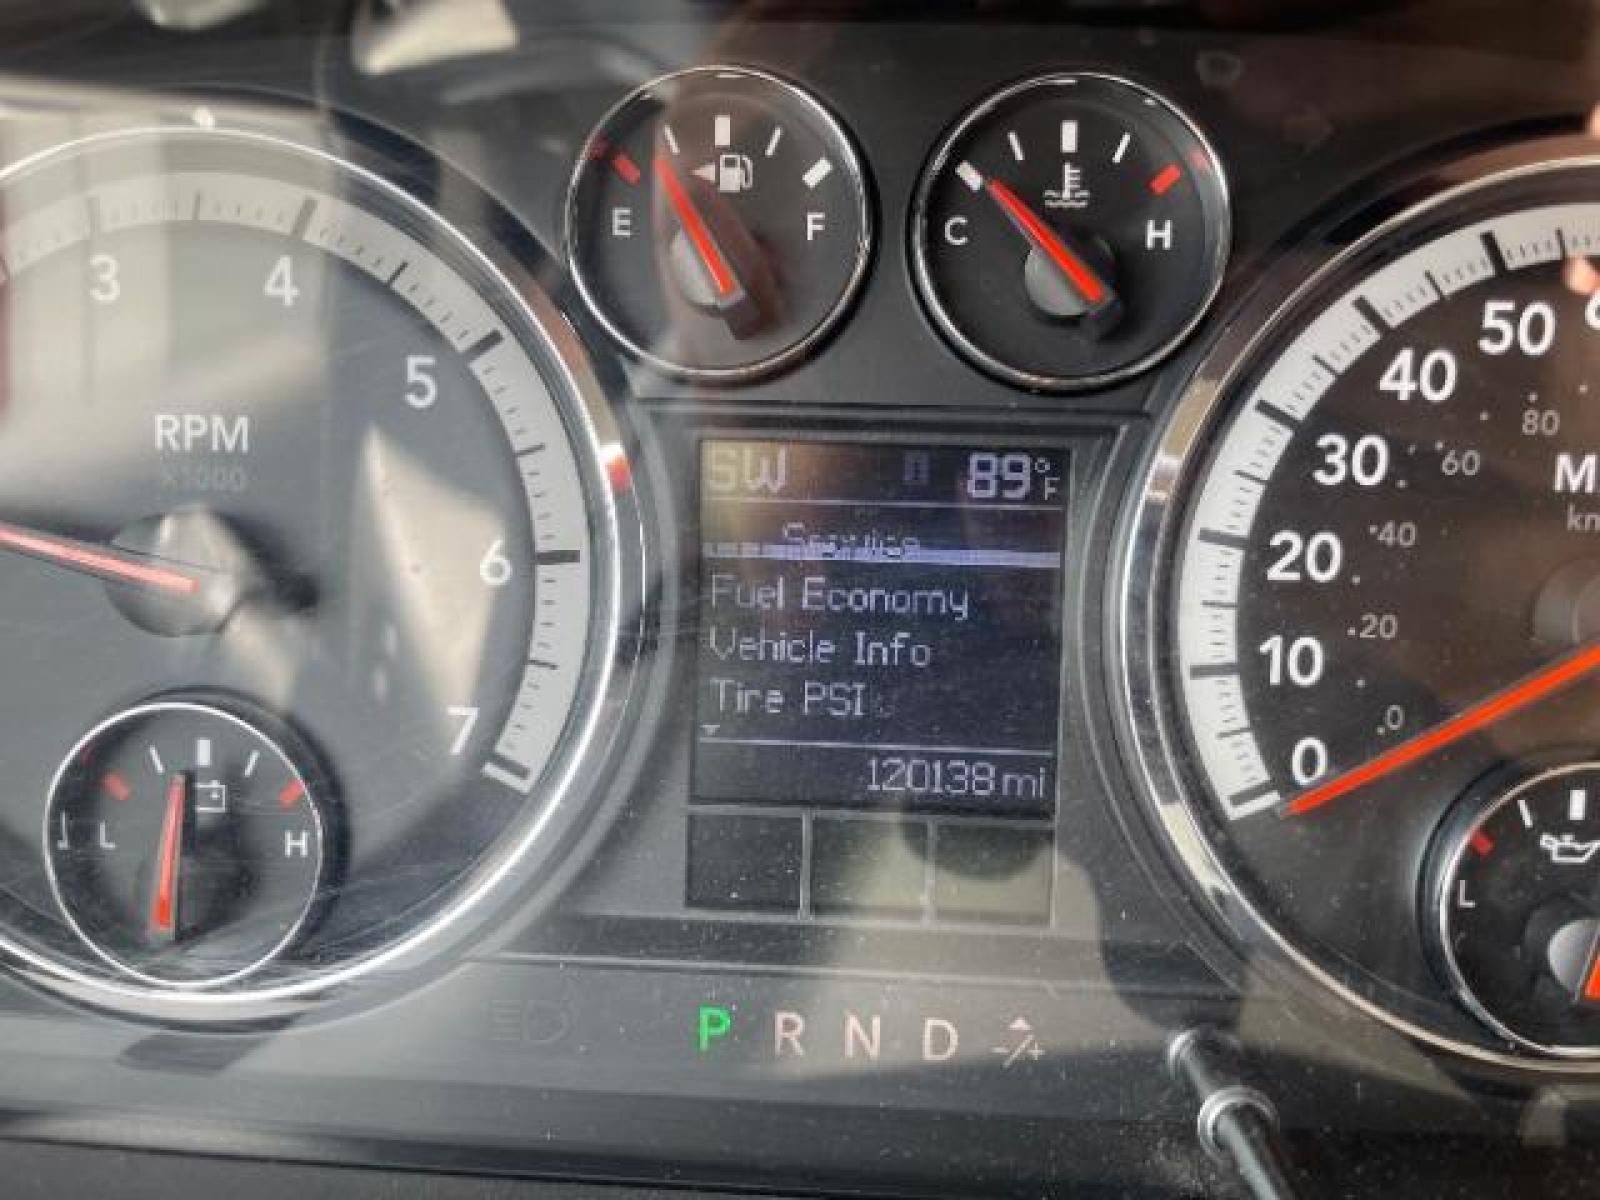 E F
C H
3 4 5 6 7
RPM
X1000
L H
SW 89°F
Service
Fuel Economy
Vehicle Info
Tire PSI
120138 mi
50
40
30
20
10
0
80
60
40
20
0
L
P R N D -/+